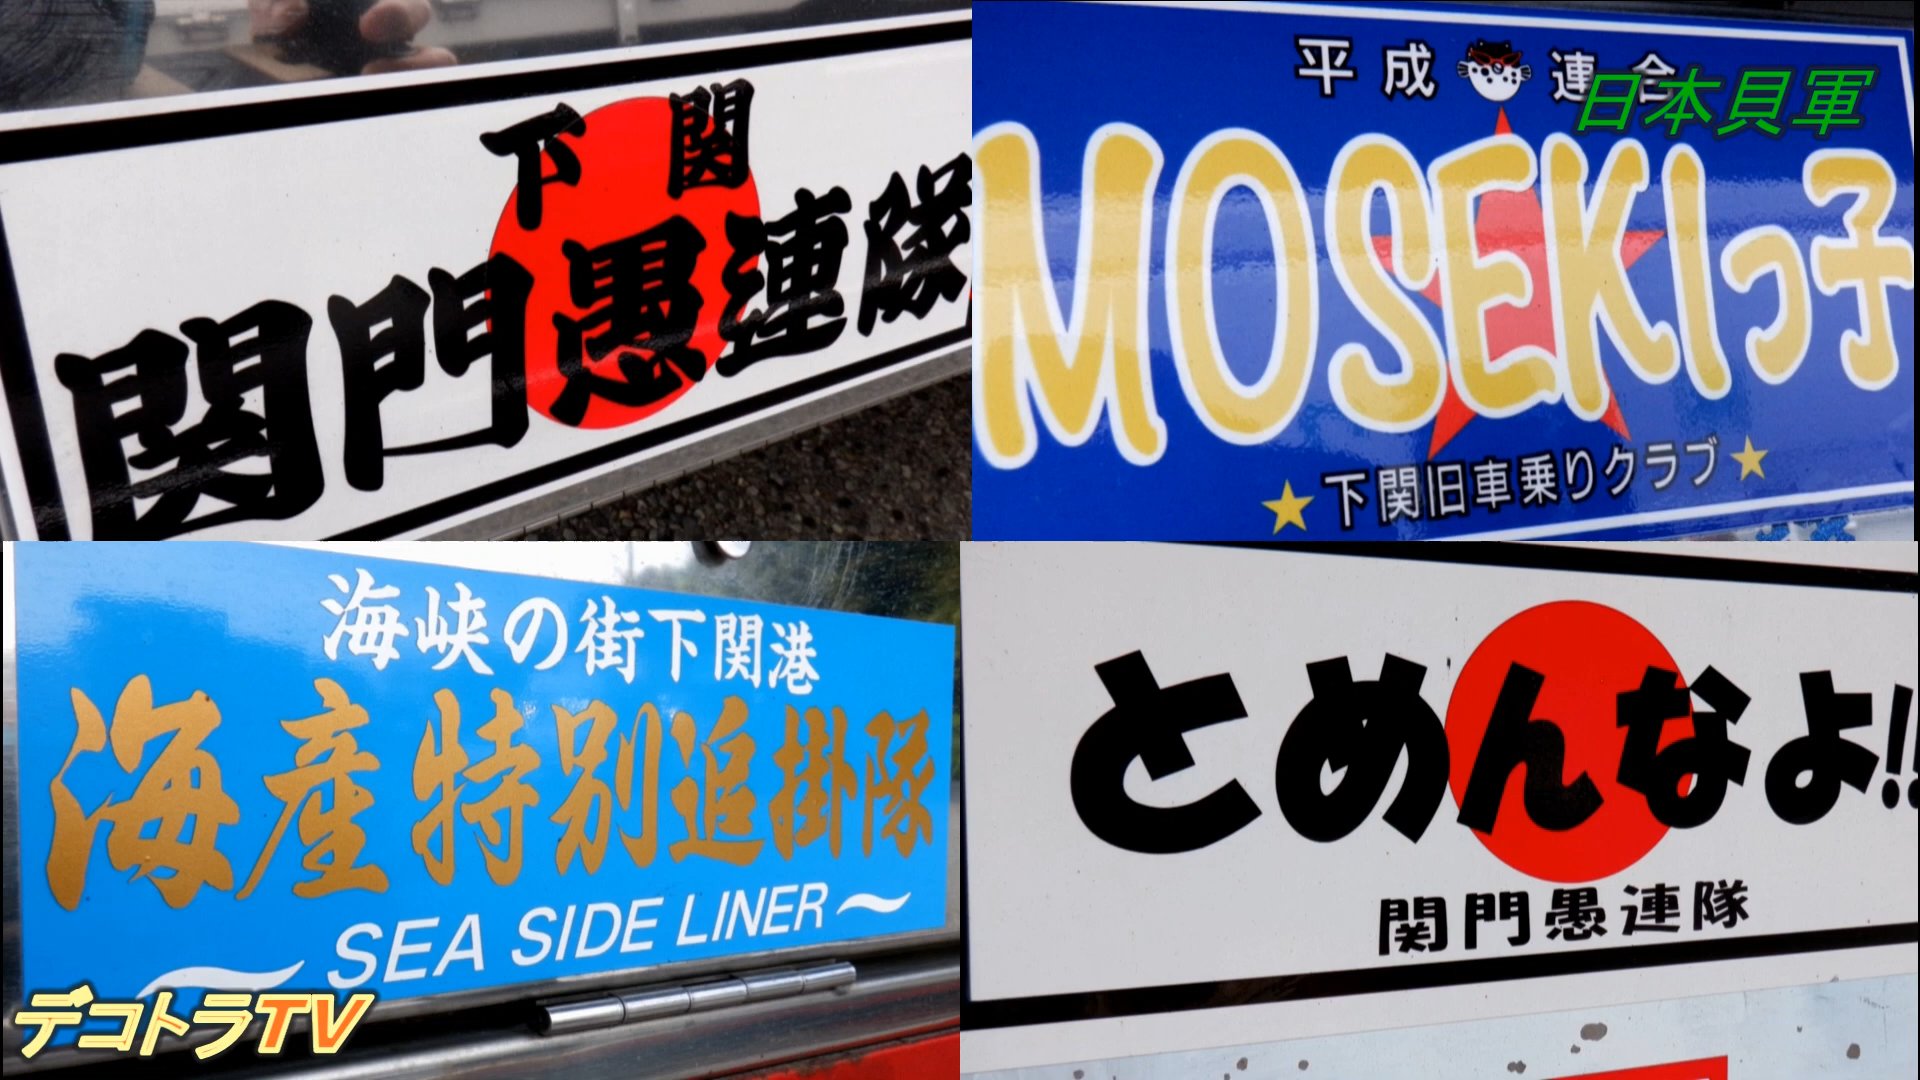 下関
関門愚連隊
平成連合
日本貝軍
MOSEKIっ子
下関旧車乗りクラブ
海峡の街下関港
海産特別追掛隊
～SEA SIDE LINER～
デコトラTV
とめんなよ!!
関門愚連隊